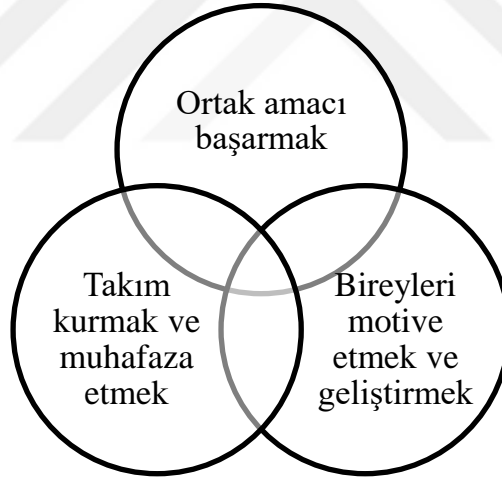 Ortak amacı
başarmak
Takım
kurmak ve
muhafaza
etmek
Bireyleri
motive
etmek ve
geliştirmek